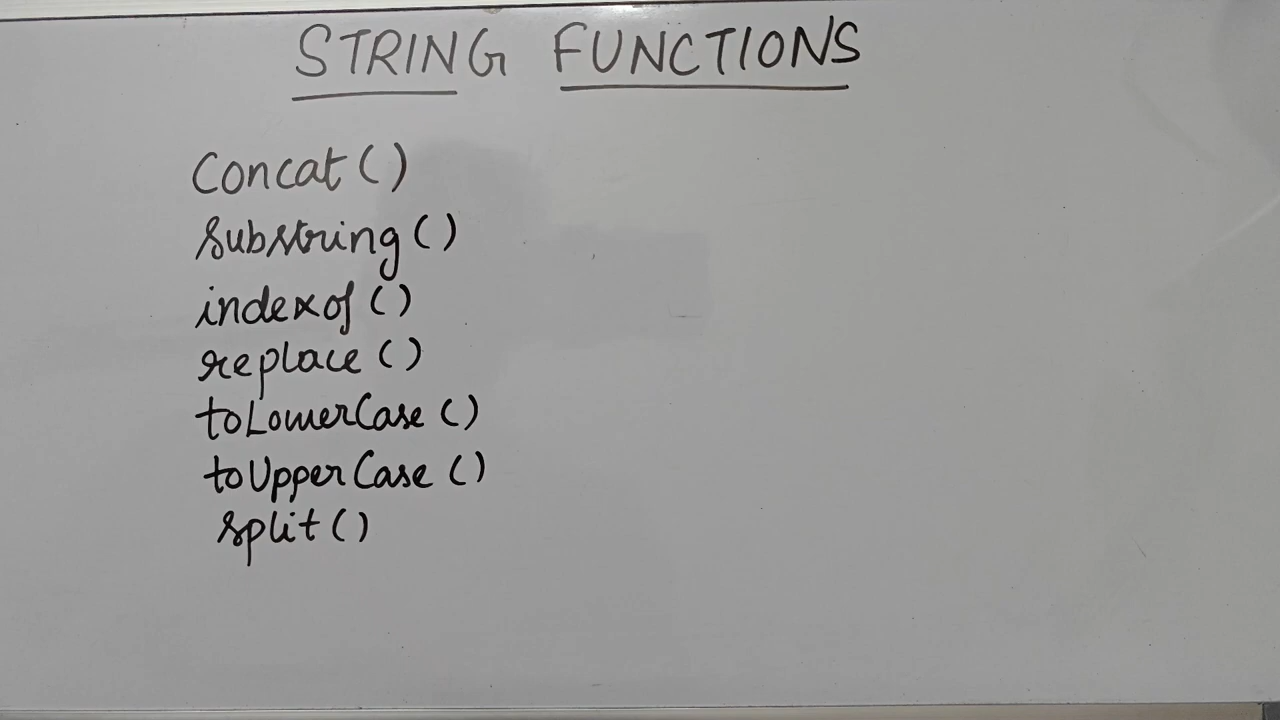 STRING FUNCTIONS
Concat()
substring()
indexof()
replace()
toLowerCase()
toUpperCase()
split()